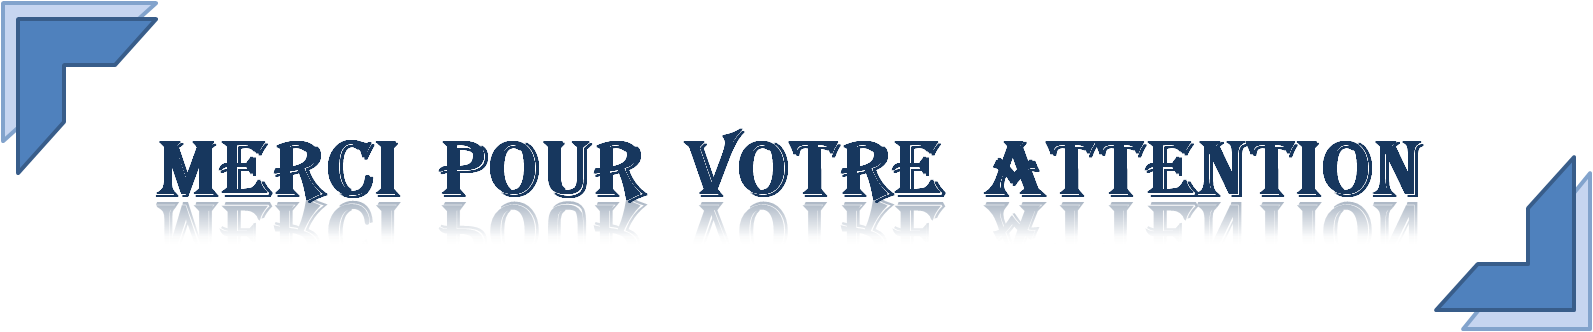 MERCI POUR VOTRE ATTENTION